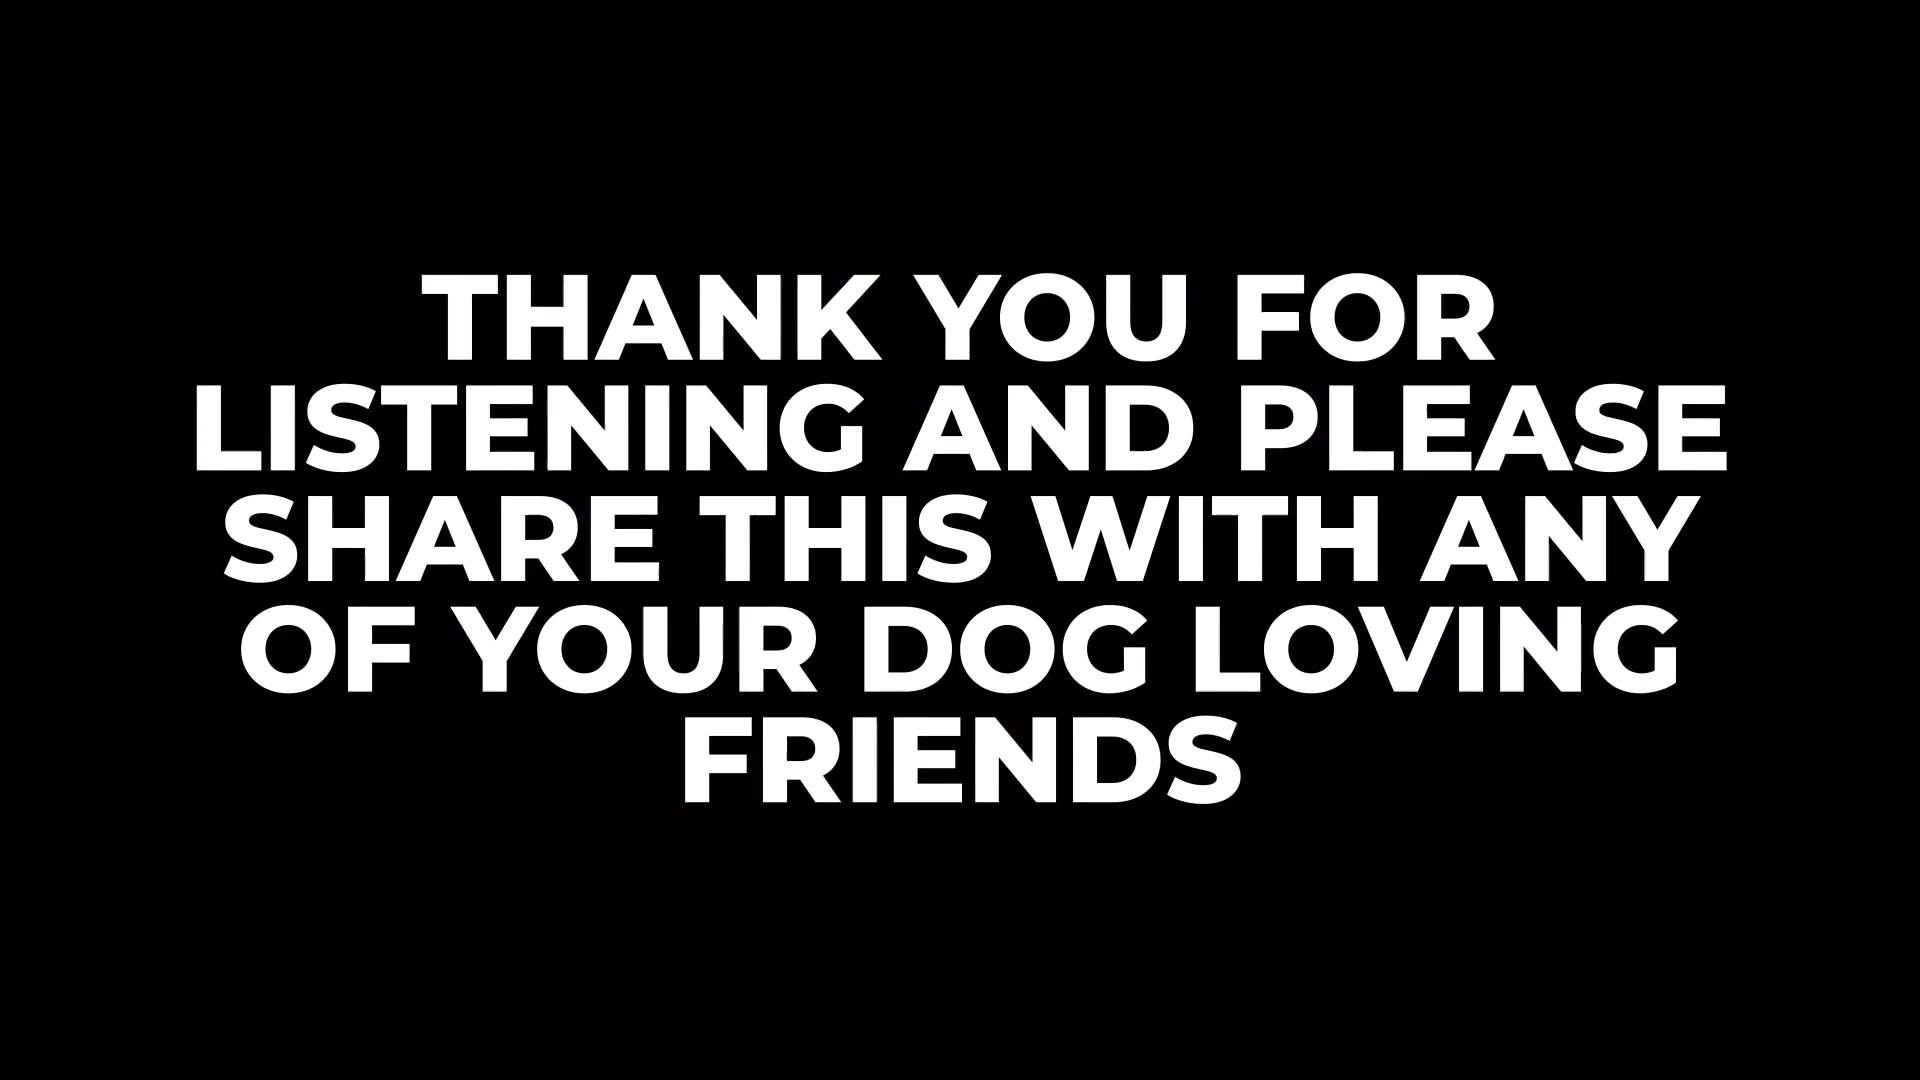 THANK YOU FOR
LISTENING AND PLEASE
SHARE THIS WITH ANY
OF YOUR DOG LOVING
FRIENDS